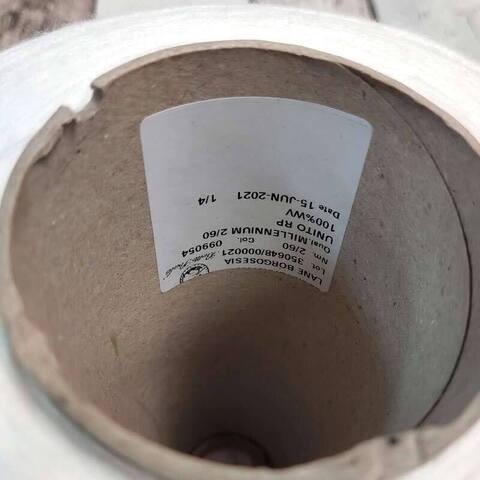 LANE BORGOSESIA
Lot. 350648/000021
Nm. 2/60 Col. 099054
Qual.MILLENNIUM 2/60
UNITO RP
100%WV
Date 15-JUN-2021 1/4